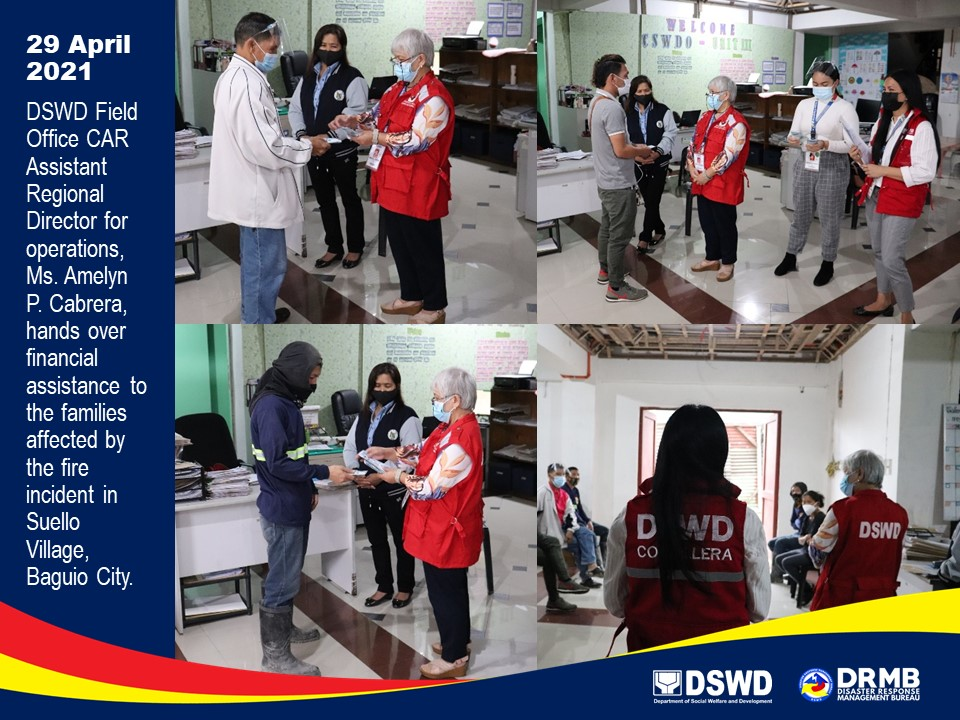 29 April
2021
DSWD Field
Office CAR
Assistant
Regional
Director for
operations,
Ms. Amelyn
P. Cabrera,
hands over
financial
assistance to
the families
affected by
the fire
incident in
Suello
Village,
Baguio City.
WELCOME
CSWDO - UNIT III
DSWD
DSWD
DSWD
Department of Social Welfare and Development
DRMB
DISASTER RESPONSE
MANAGEMENT BUREAU